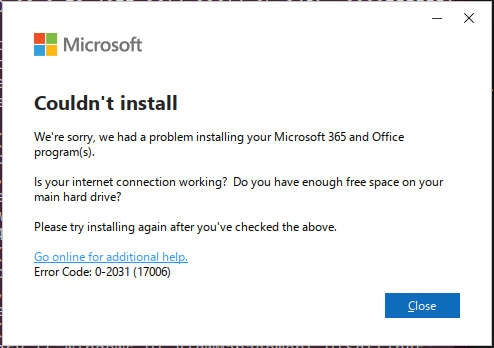 Microsoft
Couldn't install
We're sorry, we had a problem installing your Microsoft 365 and Office
program(s).
Is your internet connection working?  Do you have enough free space on your
main hard drive?
Please try installing again after you've checked the above.
Go online for additional help.
Error Code: 0-2031 (17006)
Close